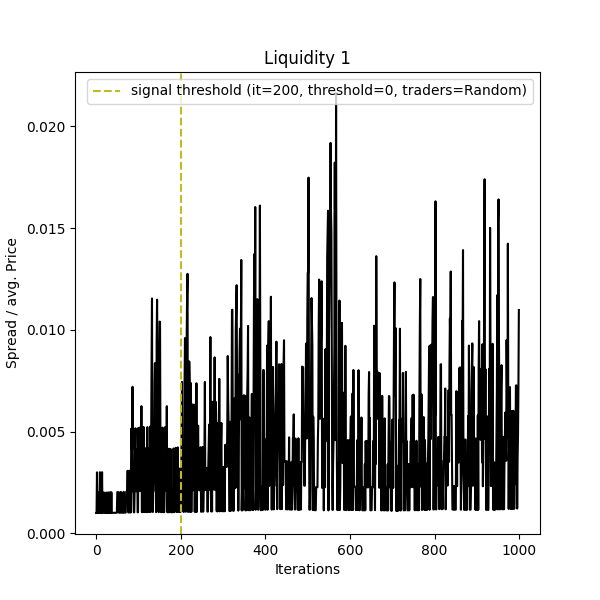 Liquidity 1
signal threshold (it=200, threshold=0, traders=Random)
Spread / avg. Price
0.020
0.015
0.010
0.005
0.000
0 200 400 600 800 1000
Iterations